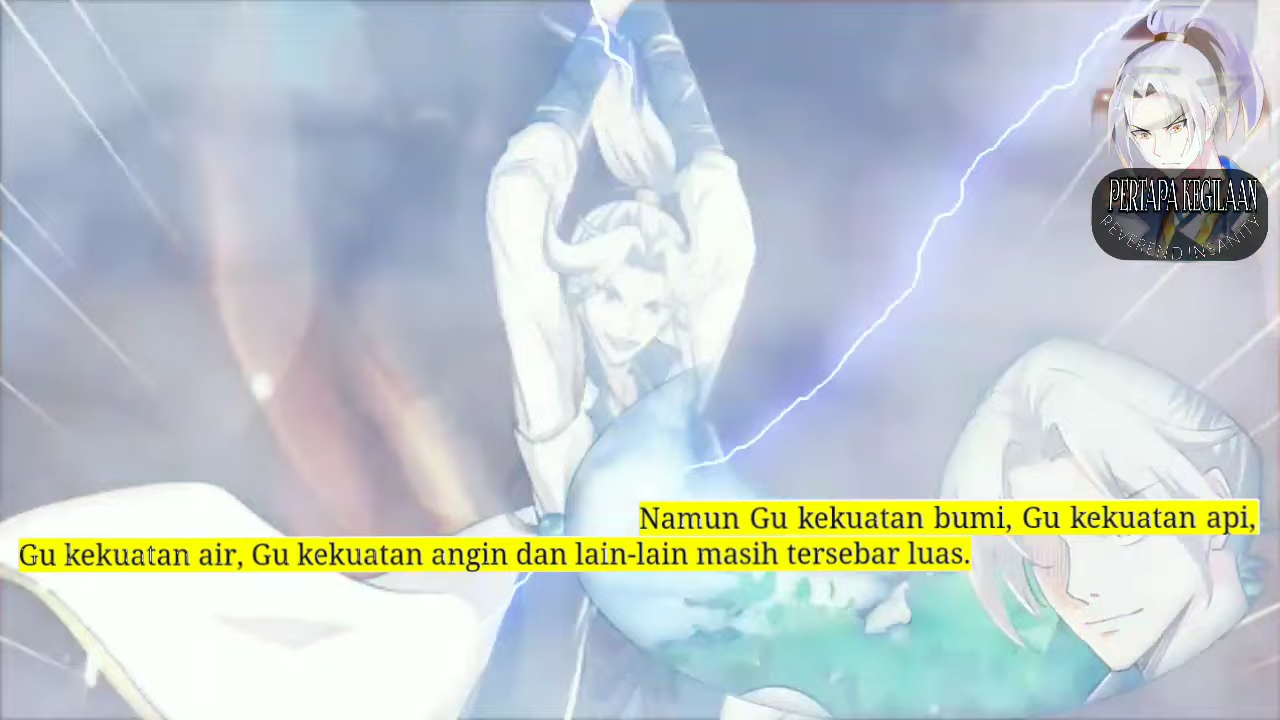 PERTAPA KEGILAAN
REVEREND INSANITY
Namun Gu kekuatan bumi, Gu kekuatan api,
Gu kekuatan air, Gu kekuatan angin dan lain-lain masih tersebar luas.